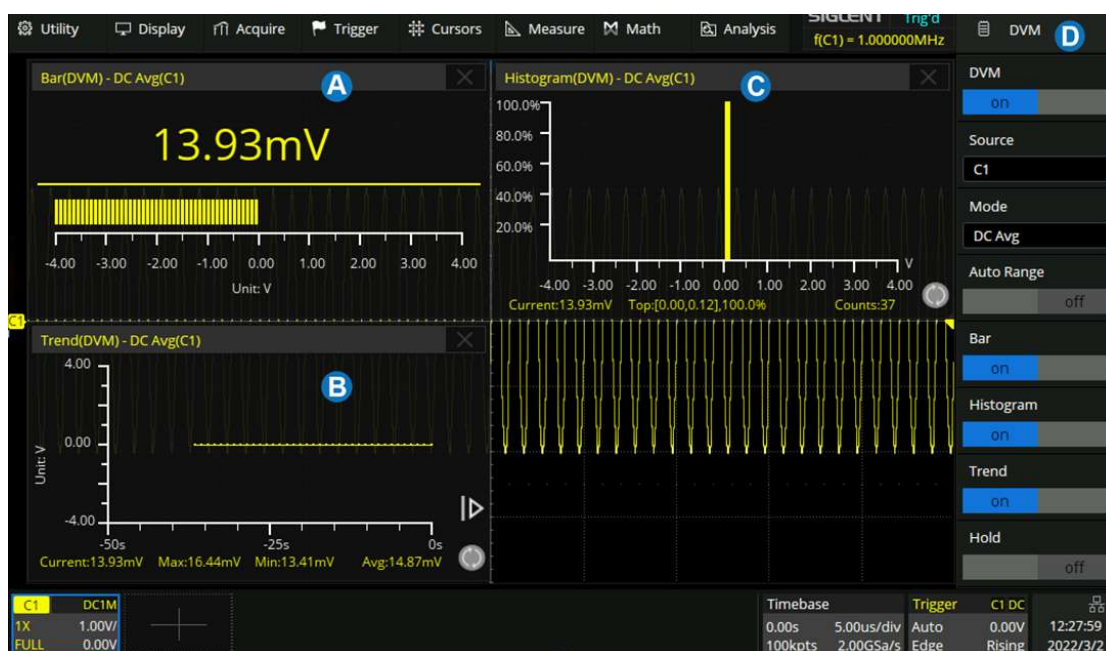 Utility Display Acquire Trigger Cursors Measure Math Analysis
SIGLENT Trig'd
f(C1) = 1.000000MHz
DVM D
Bar(DVM) - DC Avg(C1) A
13.93mV
-4.00 -3.00 -2.00 -1.00 0.00 1.00 2.00 3.00 4.00
Unit: V
Histogram(DVM) - DC Avg(C1) C
100.0%
80.0%
60.0%
40.0%
20.0%
V
-4.00 -3.00 -2.00 -1.00 0.00 1.00 2.00 3.00 4.00
Current:13.93mV Top:[0.00,0.12],100.0% Counts:37
C1
Trend(DVM) - DC Avg(C1)
B
4.00
0.00
-4.00
Unit: V
-50s -25s 0s
Current:13.93mV Max:16.44mV Min:13.41mV Avg:14.87mV
DVM
on
Source
C1
Mode
DC Avg
Auto Range
off
Bar
on
Histogram
on
Trend
on
Hold
off
C1 DC1M
1X 1.00V/
FULL 0.00V
Timebase
0.00s 5.00us/div
100kpts 2.00GSa/s
Trigger C1 DC
Auto 0.00V
Edge Rising
12:27:59
2022/3/2